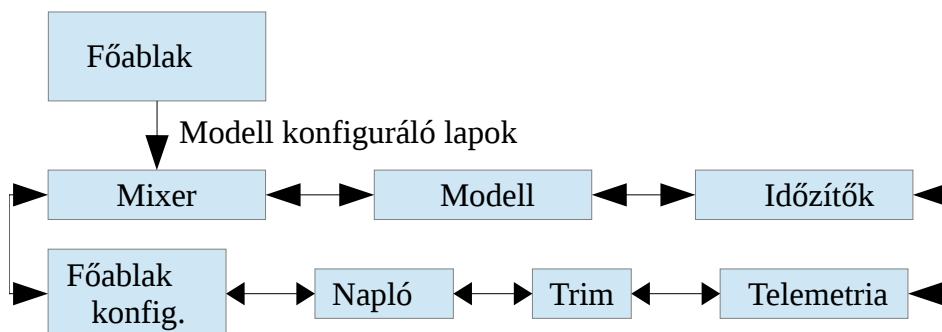 Főablak
Modell konfiguráló lapok
Mixer
Modell
Időzítők
Főablak
konfig.
Napló
Trim
Telemetria